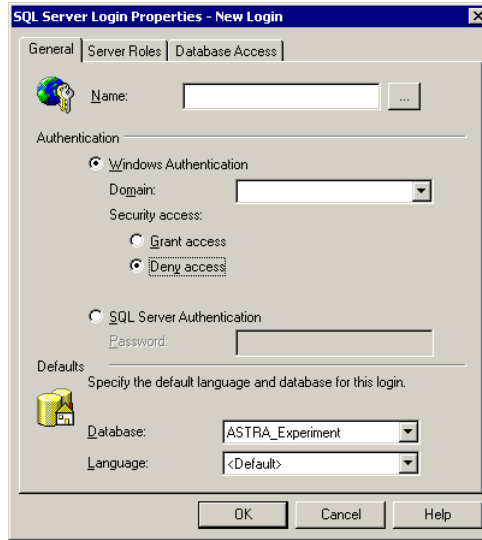 SQL Server Login Properties - New Login
General Server Roles Database Access
Name: ...
Authentication
Windows Authentication
Domain:
Security access:
Grant access
Deny access
SQL Server Authentication
Password:
Defaults
Specify the default language and database for this login.
Database: ASTRA_Experiment
Language: <Default>
OK Cancel Help